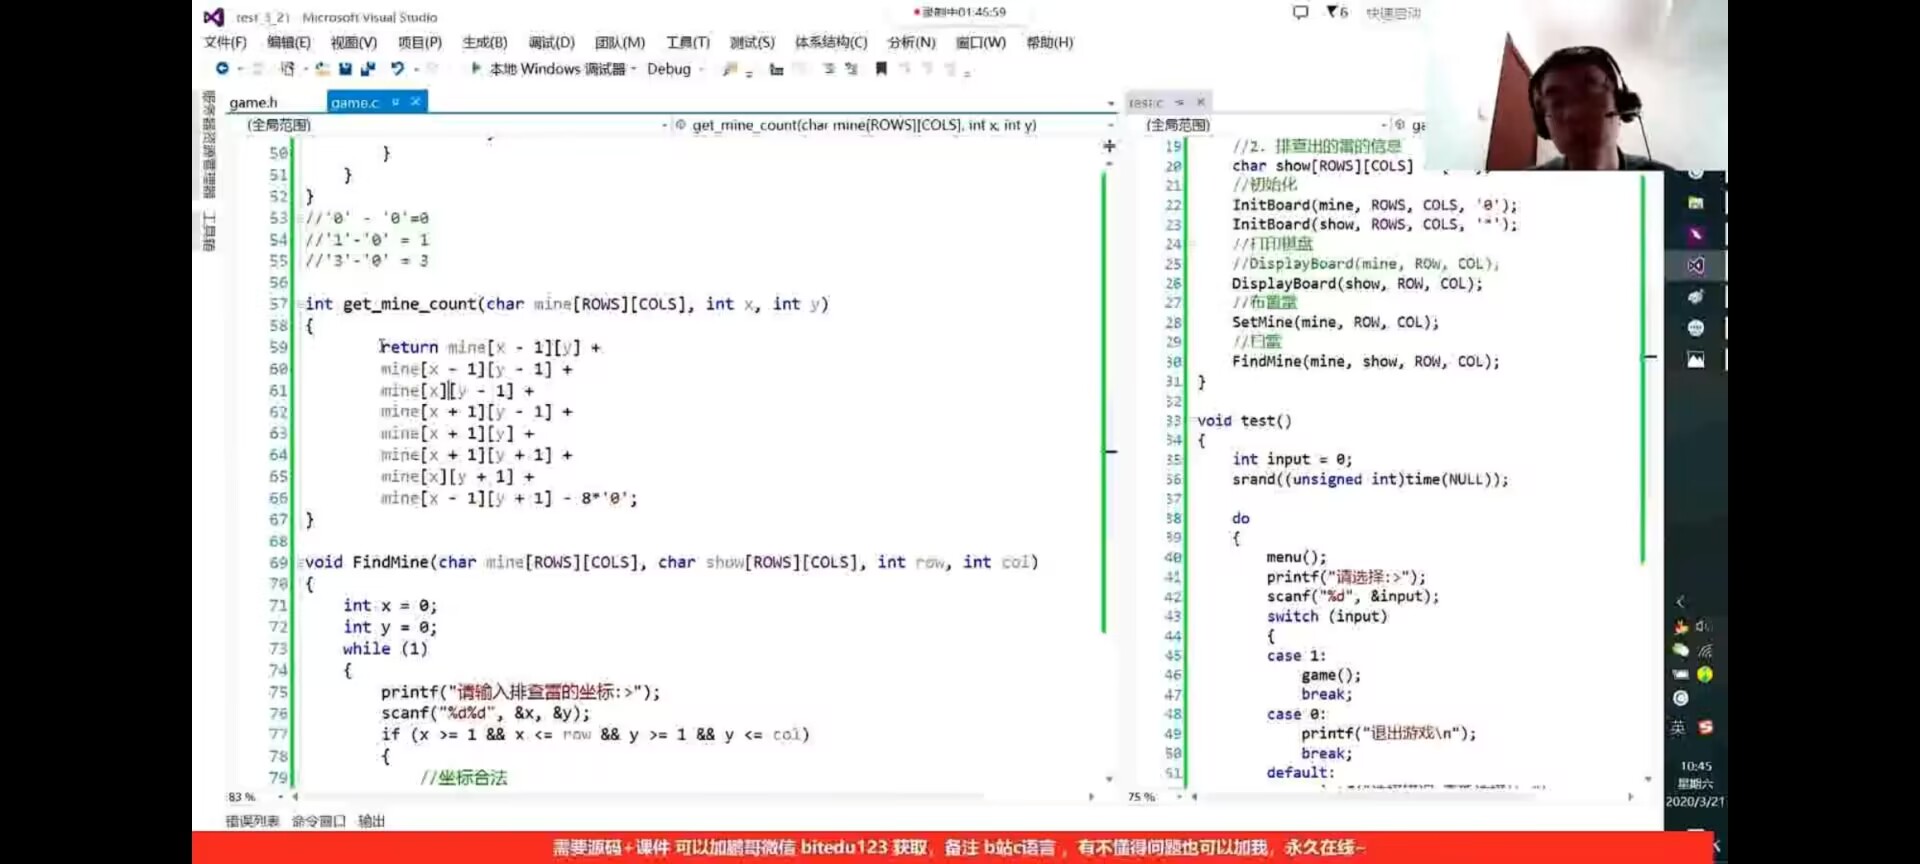 test_3_21 Microsoft Visual Studio
录制中01:45:59
6 快速启动
文件(F) 编辑(E) 视图(V) 项目(P) 生成(B) 调试(D) 团队(M) 工具(T) 测试(S) 体系结构(C) 分析(N) 窗口(W) 帮助(H)
本地 Windows 调试器 Debug
服务器资源管理器 工具箱
game.h game.c
(全局范围) get_mine_count(char mine[ROWS][COLS], int x, int y)
50 }
51 }
52 }
53 //'0' - '0'=0
54 //'1'-'0' = 1
55 //'3'-'0' = 3
56
57 int get_mine_count(char mine[ROWS][COLS], int x, int y)
58 {
59 return mine[x - 1][y] +
60 mine[x - 1][y - 1] +
61 mine[x][y - 1] +
62 mine[x + 1][y - 1] +
63 mine[x + 1][y] +
64 mine[x + 1][y + 1] +
65 mine[x][y + 1] +
66 mine[x - 1][y + 1] - 8*'0';
67 }
68
69 void FindMine(char mine[ROWS][COLS], char show[ROWS][COLS], int row, int col)
70 {
71 int x = 0;
72 int y = 0;
73 while (1)
74 {
75 printf("请输入排查雷的坐标:>");
76 scanf("%d%d", &x, &y);
77 if (x >= 1 && x <= row && y >= 1 && y <= col)
78 {
79 //坐标合法
83 %
错误列表 命令窗口 输出
test.c
(全局范围)
19 //2. 排查出的雷的信息
20 char show[ROWS][COLS]
21 //初始化
22 InitBoard(mine, ROWS, COLS, '0');
23 InitBoard(show, ROWS, COLS, '*');
24 //打印棋盘
25 //DisplayBoard(mine, ROW, COL);
26 DisplayBoard(show, ROW, COL);
27 //布置雷
28 SetMine(mine, ROW, COL);
29 //扫雷
30 FindMine(mine, show, ROW, COL);
31 }
32
33 void test()
34 {
35 int input = 0;
36 srand((unsigned int)time(NULL));
37
38 do
39 {
40 menu();
41 printf("请选择:>");
42 scanf("%d", &input);
43 switch (input)
44 {
45 case 1:
46 game();
47 break;
48 case 0:
49 printf("退出游戏\n");
50 break;
51 default:
75 %
英
10:45
星期六
2020/3/21
需要源码+课件 可以加鹏哥微信 bitedu123 获取，备注 b站c语言 ，有不懂得问题也可以加我，永久在线~